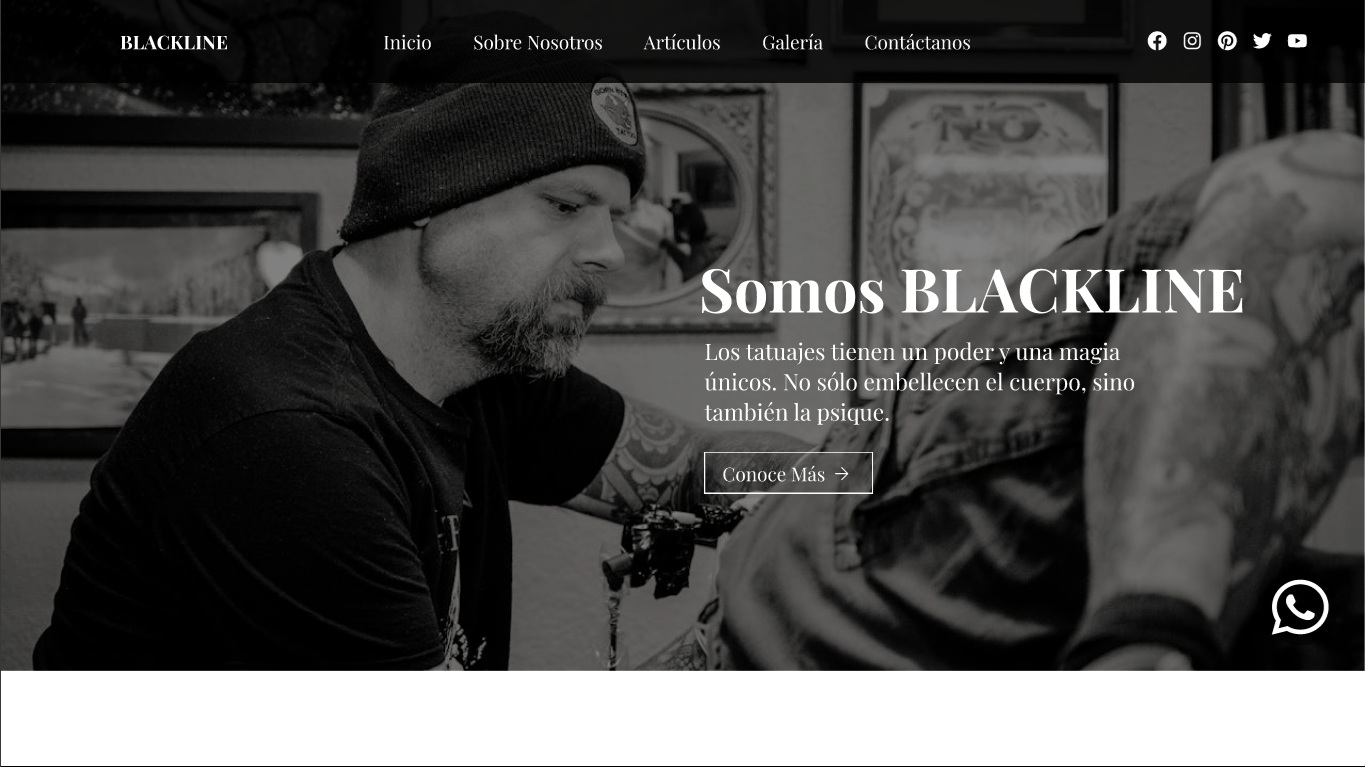 BLACKLINE
Inicio
Sobre Nosotros
Artículos
Galería
Contáctanos
Somos BLACKLINE
Los tatuajes tienen un poder y una magia
únicos. No sólo embellecen el cuerpo, sino
también la psique.
Conoce Más →